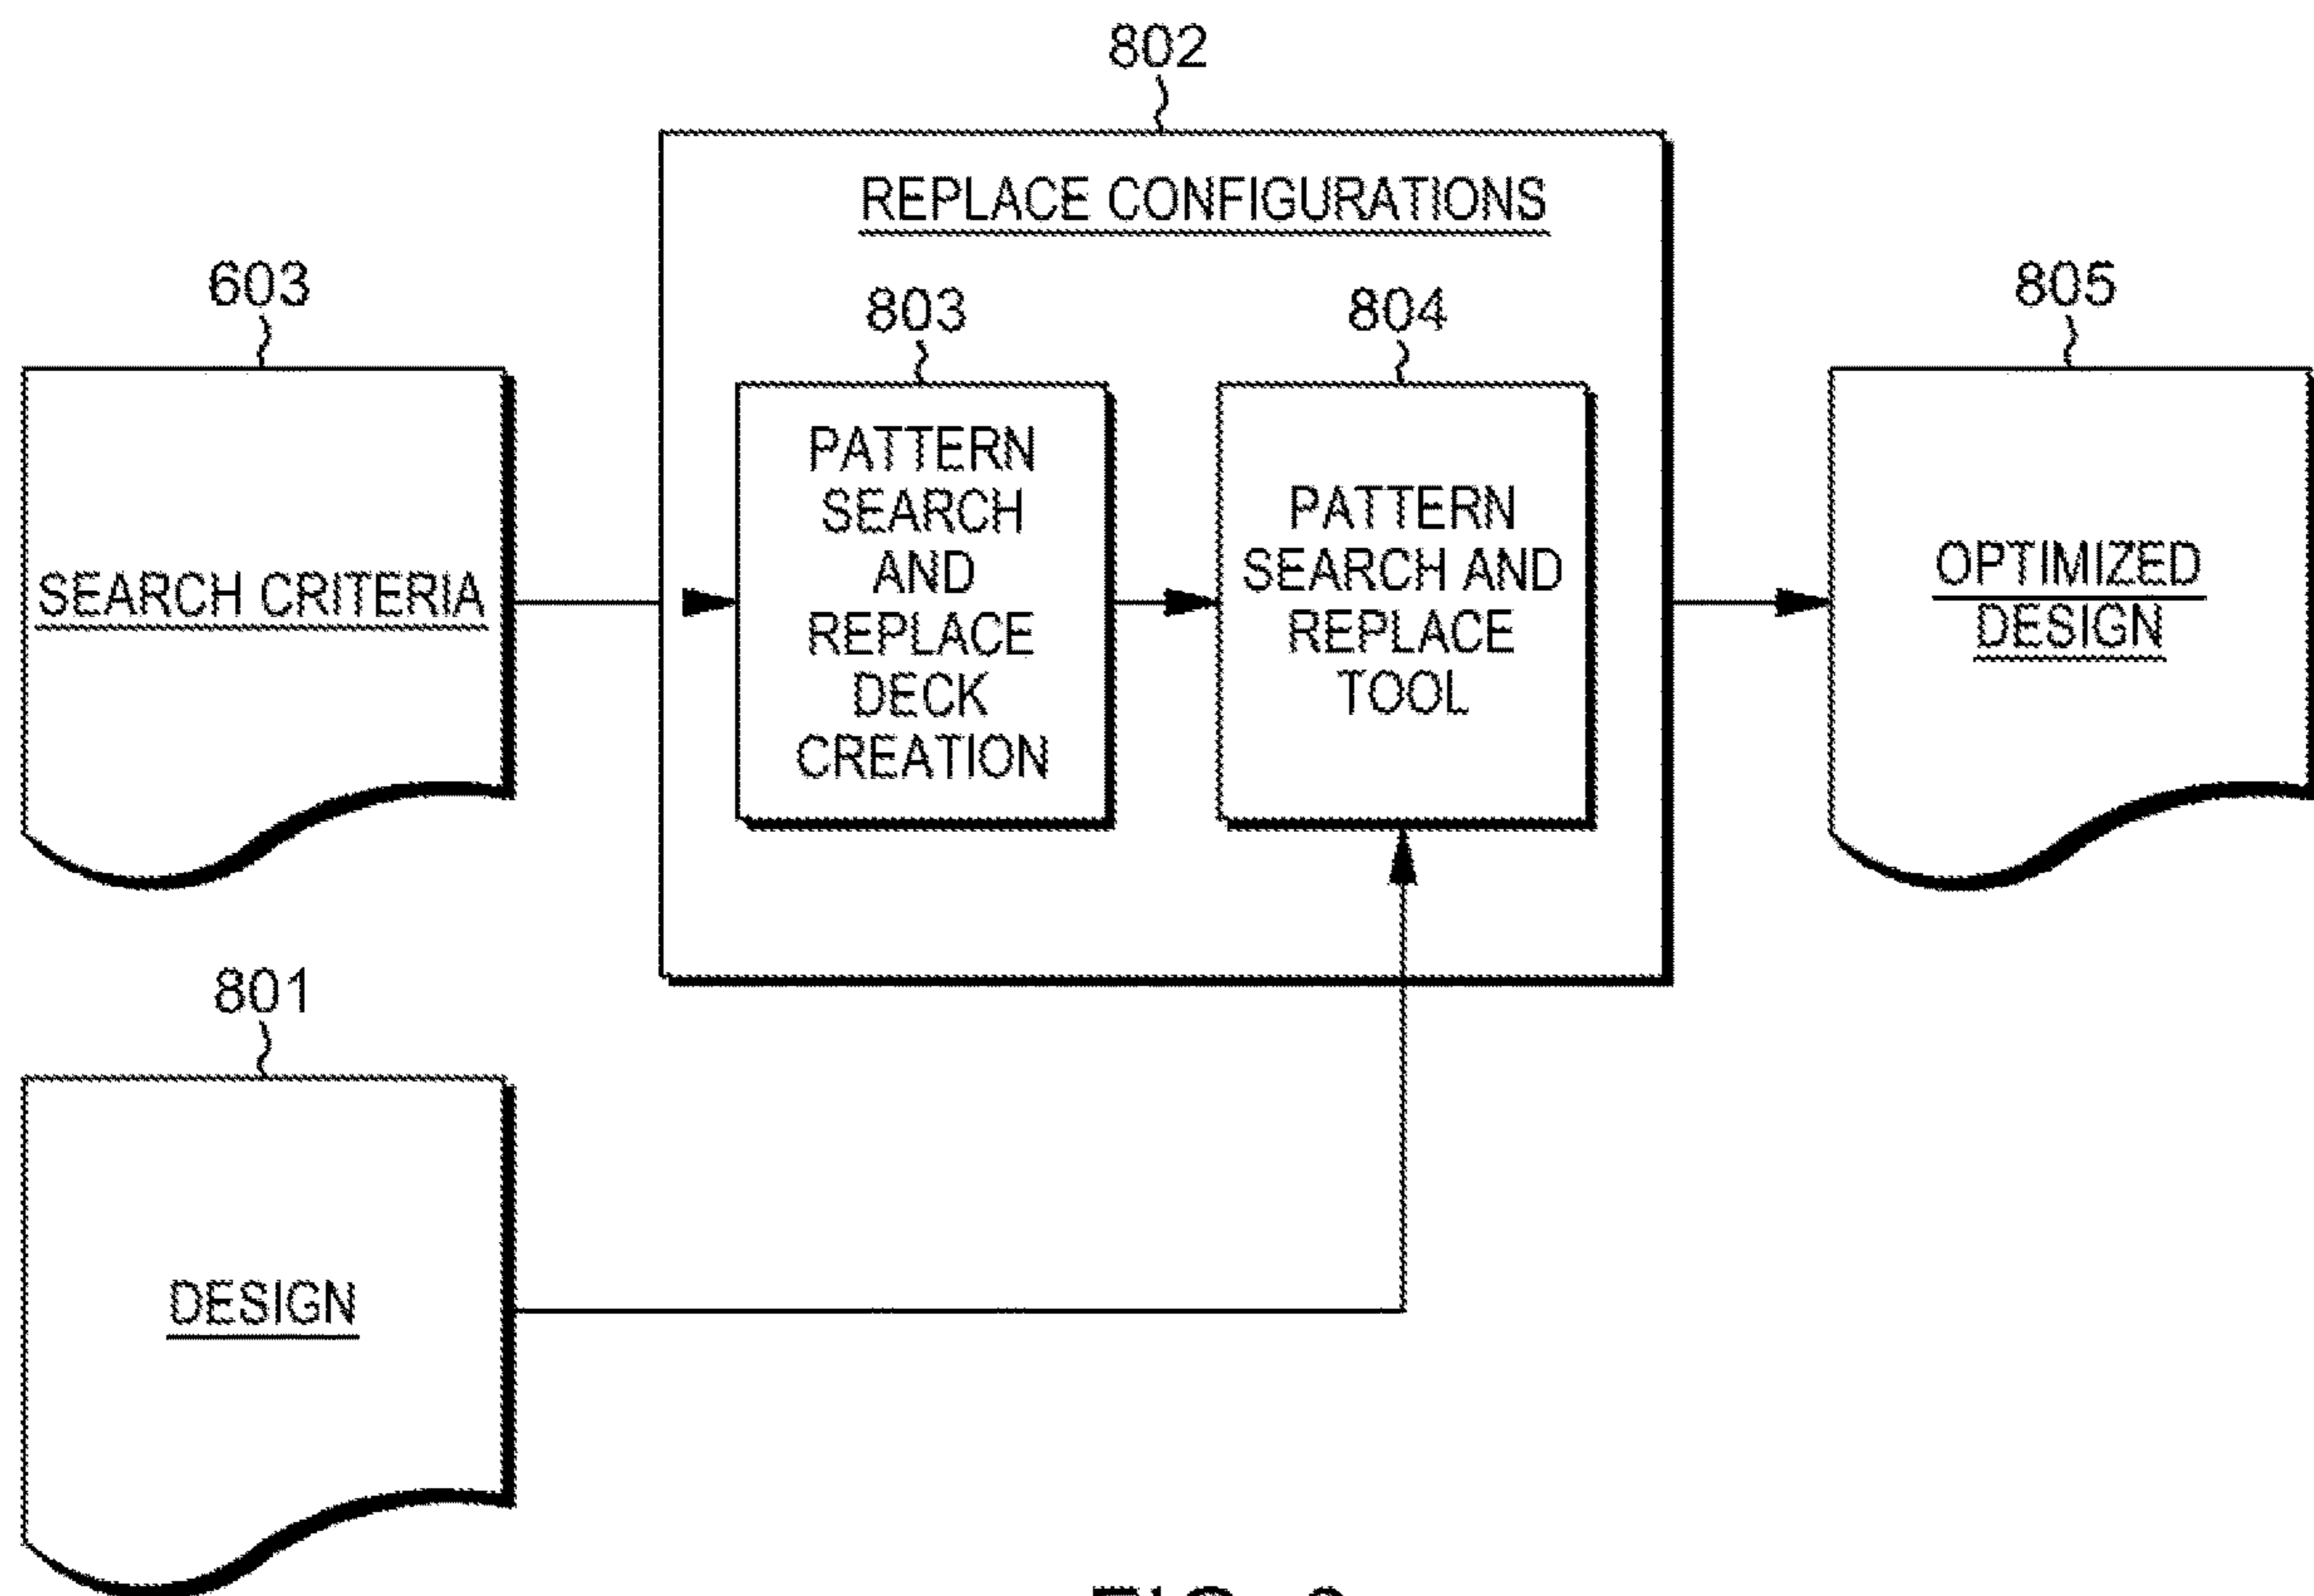 802
REPLACE CONFIGURATIONS
603
803
804
805
SEARCH CRITERIA
PATTERN
SEARCH
AND
REPLACE
DECK
CREATION
PATTERN
SEARCH AND
REPLACE
TOOL
OPTIMIZED
DESIGN
801
DESIGN